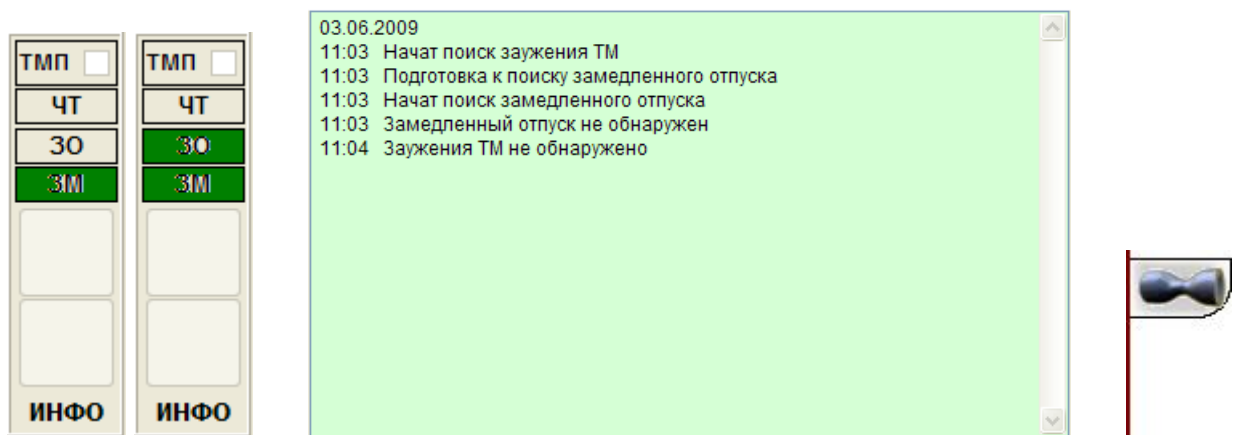 ТМП
ЧТ
ЗО
ЗМ
ИНФО
ТМП
ЧТ
ЗО
ЗМ
ИНФО
03.06.2009
11:03 Начат поиск заужения ТМ
11:03 Подготовка к поиску замедленного отпуска
11:03 Начат поиск замедленного отпуска
11:03 Замедленный отпуск не обнаружен
11:04 Заужения ТМ не обнаружено